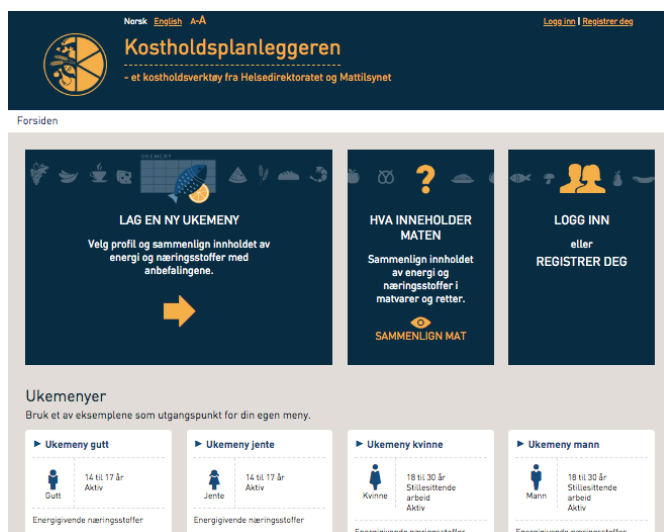 Norsk English A-A
Logg inn | Registrer deg
Kostholdsplanleggeren
- et kostholdsverktøy fra Helsedirektoratet og Mattilsynet
Forsiden
UKEMENY
LAG EN NY UKEMENY
Velg profil og sammenlign innholdet av
energi og næringsstoffer med
anbefalingene.
?
HVA INNEHOLDER
MATEN
Sammenlign innholdet
av energi og
næringsstoffer i
matvarer og retter.
SAMMENLIGN MAT
LOGG INN
eller
REGISTRER DEG
Ukemenyer
Bruk et av eksemplene som utgangspunkt for din egen meny.
Ukemeny gutt
Gutt
14 til 17 år
Aktiv
Energigivende næringsstoffer
Ukemeny jente
Jente
14 til 17 år
Aktiv
Energigivende næringsstoffer
Ukemeny kvinne
Kvinne
18 til 30 år
Stillesittende
arbeid
Aktiv
Energigivende næringsstoffer
Ukemeny mann
Mann
18 til 30 år
Stillesittende
arbeid
Aktiv
Energigivende næringsstoffer